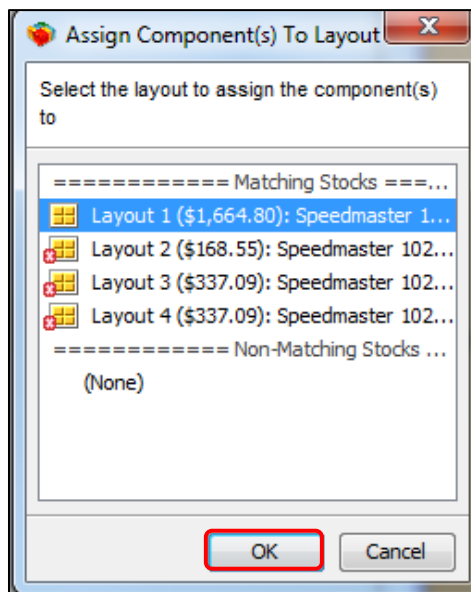 Assign Component(s) To Layout
Select the layout to assign the component(s)
to
============ Matching Stocks ===...
Layout 1 ($1,664.80): Speedmaster 1...
Layout 2 ($168.55): Speedmaster 102...
Layout 3 ($337.09): Speedmaster 102...
Layout 4 ($337.09): Speedmaster 102...
============ Non-Matching Stocks ...
(None)
OK Cancel